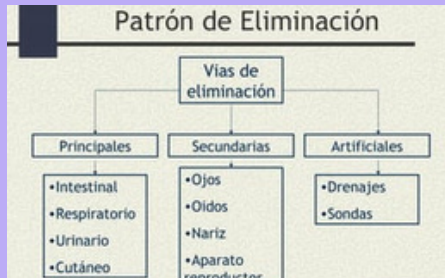 Patrón de Eliminación
Vias de
eliminación
Principales
Secundarias
Artificiales
•Intestinal
•Respiratorio
•Urinario
•Cutáneo
•Ojos
•Oidos
•Nariz
•Aparato
reproductor
•Drenajes
•Sondas